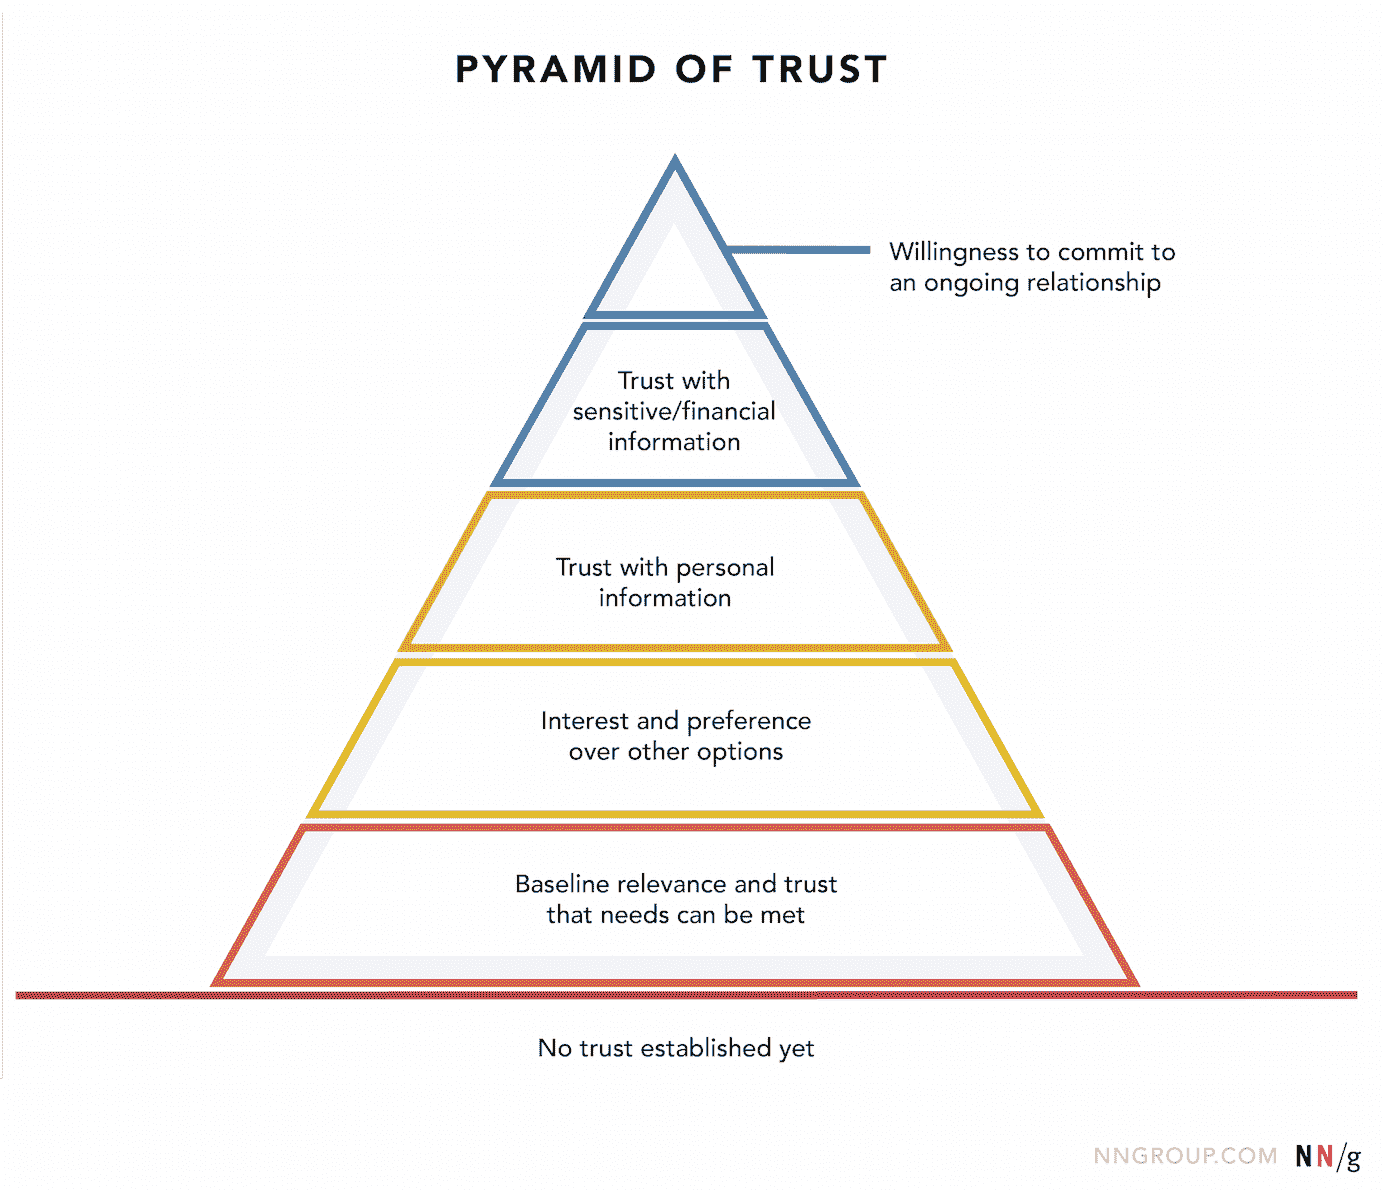 PYRAMID OF TRUST
Willingness to commit to
an ongoing relationship
Trust with
sensitive/financial
information
Trust with personal
information
Interest and preference
over other options
Baseline relevance and trust
that needs can be met
No trust established yet
NNGROUP.COM NN/g